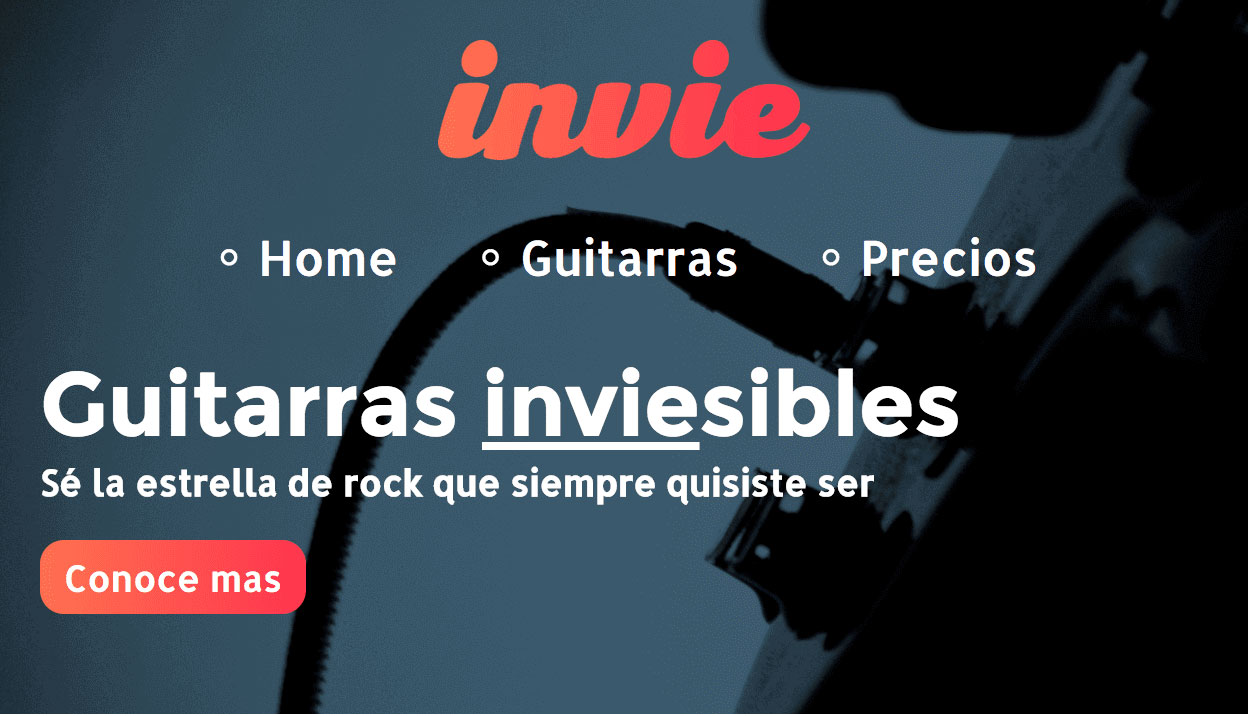 invie
Home Guitarras Precios
Guitarras inviesibles
Sé la estrella de rock que siempre quisiste ser
Conoce mas